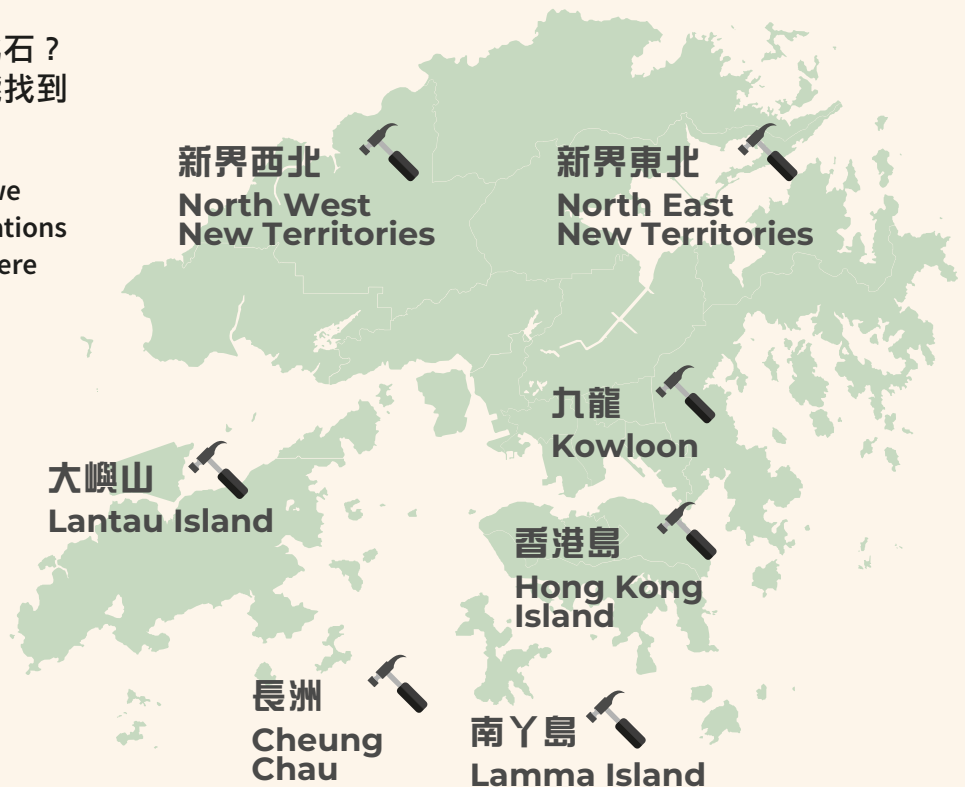 石？
找到
we
ations
ere
新界西北
North West
New Territories
新界東北
North East
New Territories
九龍
Kowloon
大嶼山
Lantau Island
香港島
Hong Kong
Island
長洲
Cheung
Chau
南丫島
Lamma Island